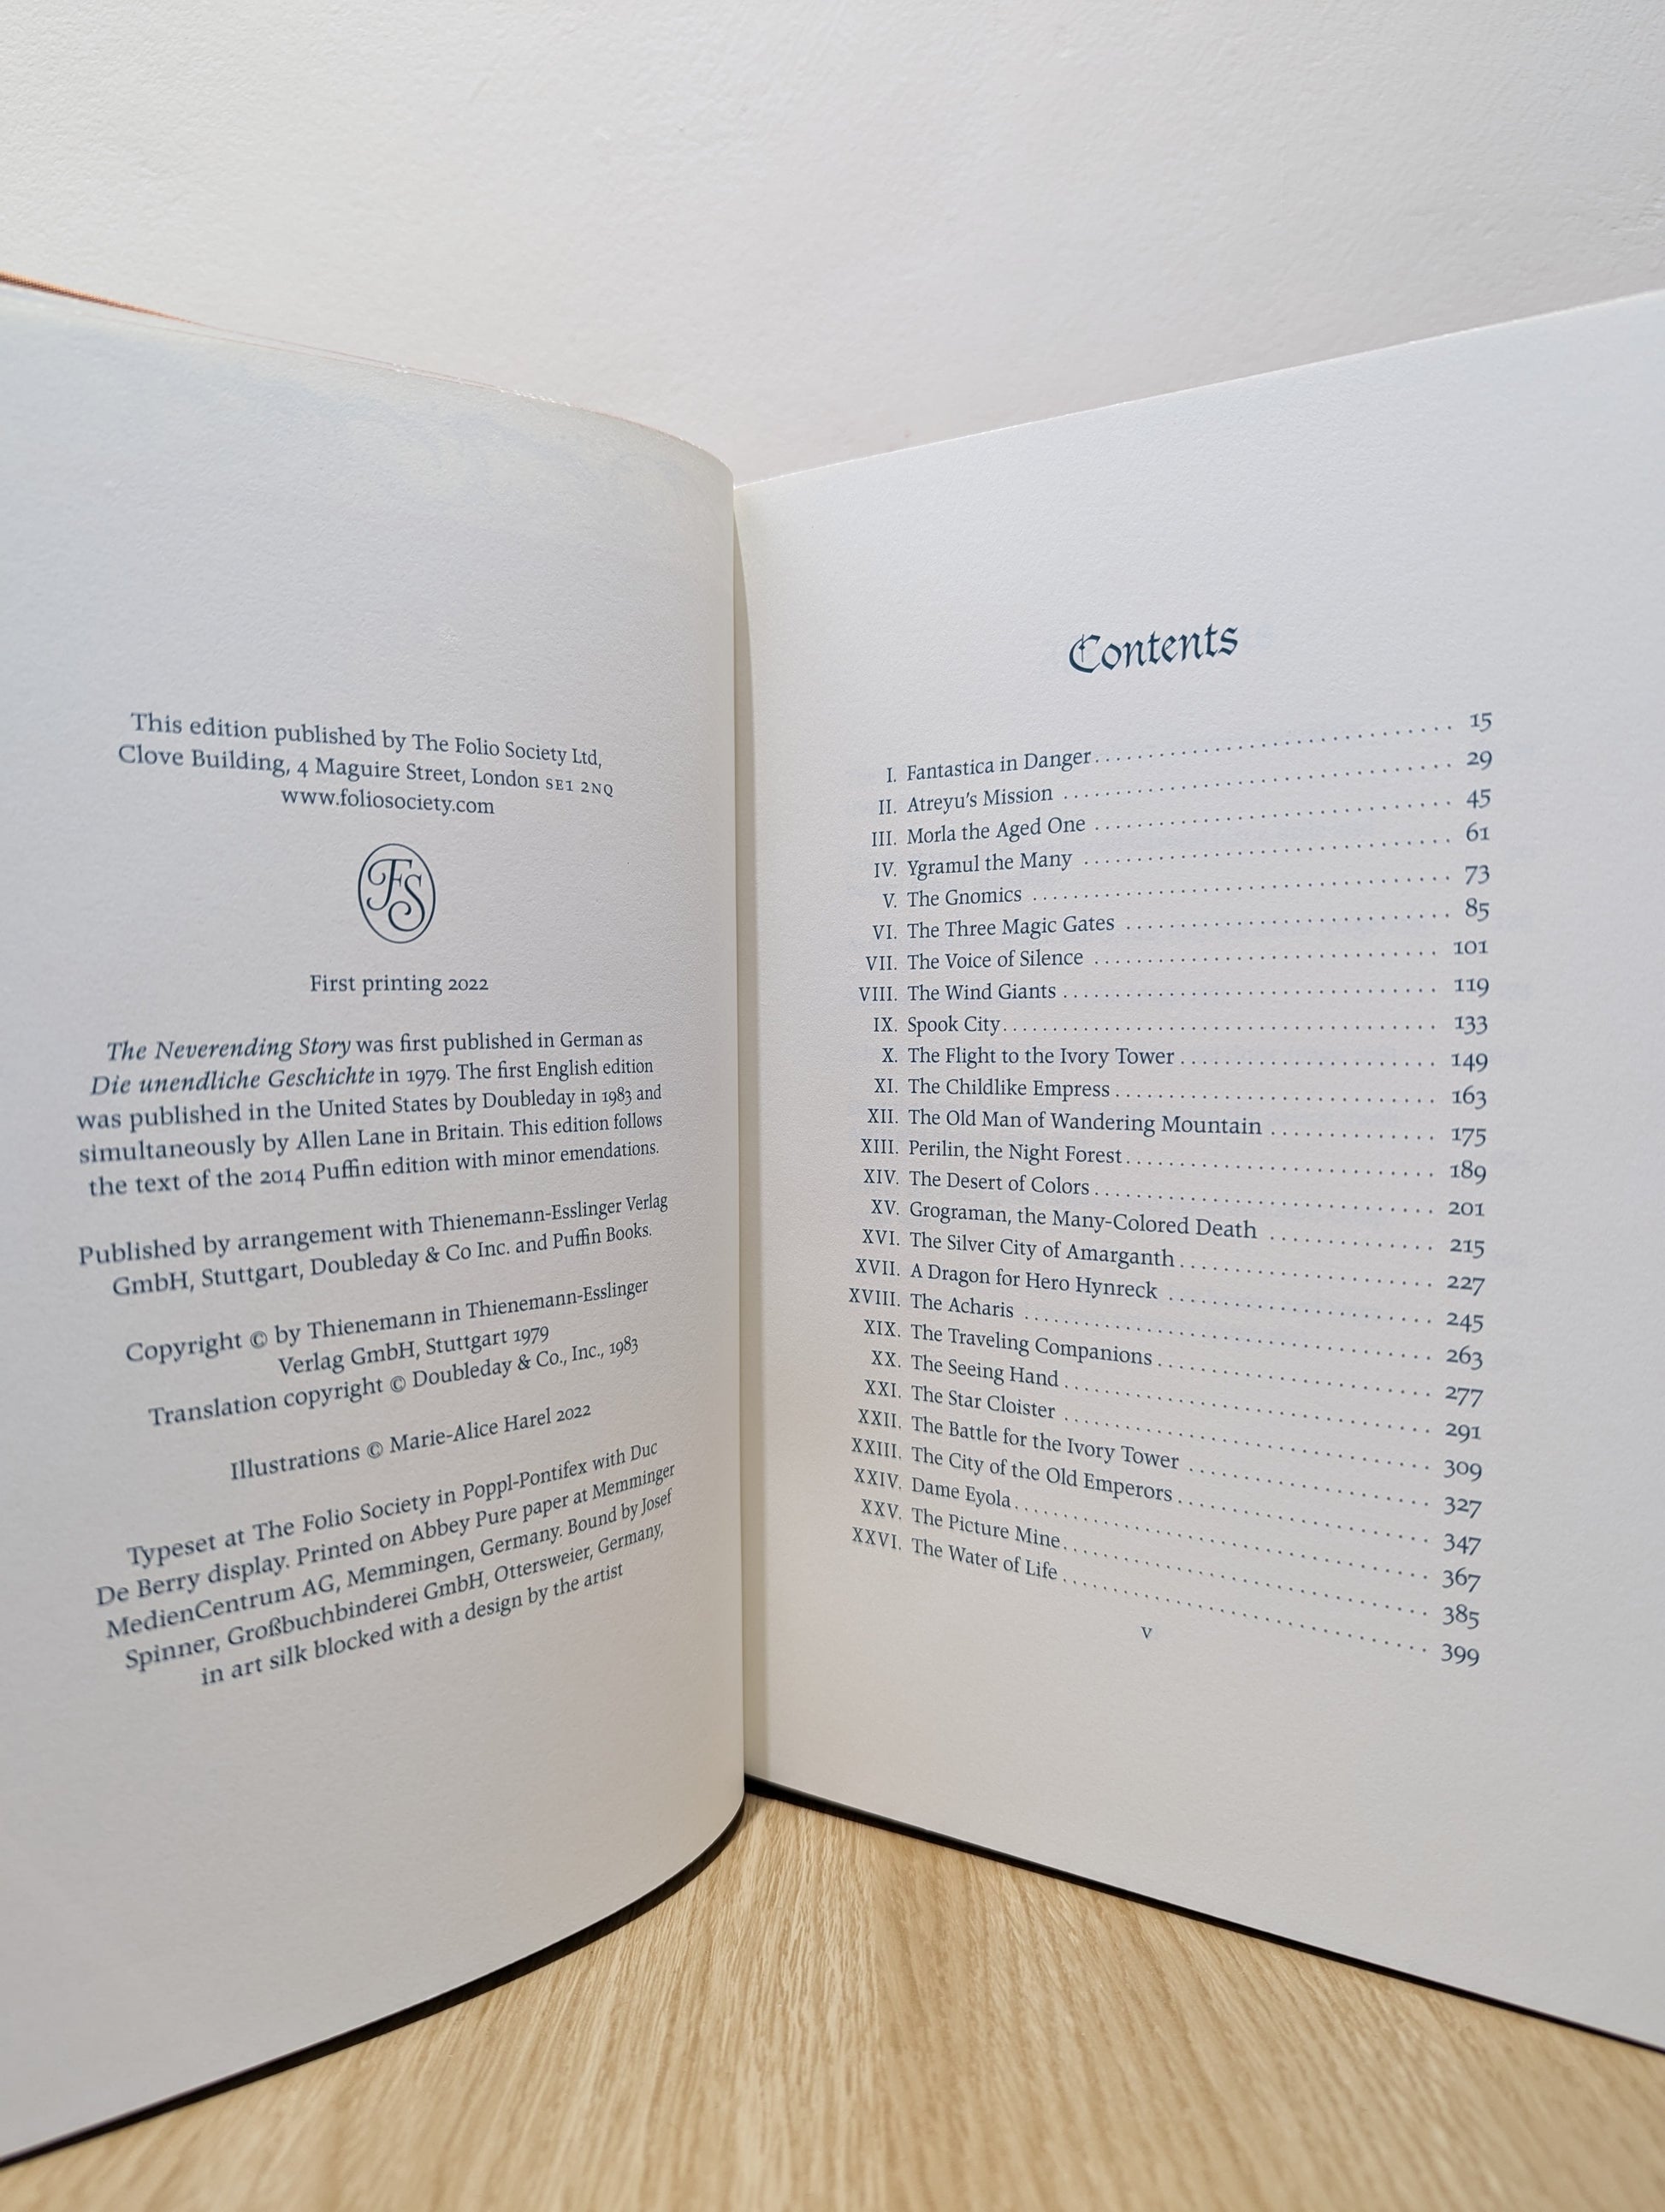 This edition published by The Folio Society Ltd,
Clove Building, 4 Maguire Street, London SE1 2NQ
www.foliosociety.com
FS
First printing 2022
The Neverending Story was first published in German as
Die unendliche Geschichte in 1979. The first English edition
was published in the United States by Doubleday in 1983 and
simultaneously by Allen Lane in Britain. This edition follows
the text of the 2014 Puffin edition with minor emendations.
Published by arrangement with Thienemann-Esslinger Verlag
GmbH, Stuttgart, Doubleday & Co Inc. and Puffin Books.
Copyright © by Thienemann in Thienemann-Esslinger
Verlag GmbH, Stuttgart 1979
Translation copyright © Doubleday & Co., Inc., 1983
Illustrations © Marie-Alice Harel 2022
Typeset at The Folio Society in Poppl-Pontifex with Duc
De Berry display. Printed on Abbey Pure paper at Memminger
MedienCentrum AG, Memmingen, Germany. Bound by Josef
Spinner, Großbuchbinderei GmbH, Ottersweier, Germany,
in art silk blocked with a design by the artist
Contents
I. Fantastica in Danger 15
II. Atreyu's Mission 29
III. Morla the Aged One 45
IV. Ygramul the Many 61
V. The Gnomics 73
VI. The Three Magic Gates 85
VII. The Voice of Silence 101
VIII. The Wind Giants 119
IX. Spook City 133
X. The Flight to the Ivory Tower 149
XI. The Childlike Empress 163
XII. The Old Man of Wandering Mountain 175
XIII. Perilin, the Night Forest 189
XIV. The Desert of Colors 201
XV. Grograman, the Many-Colored Death 215
XVI. The Silver City of Amarganth 227
XVII. A Dragon for Hero Hynreck 245
XVIII. The Acharis 263
XIX. The Traveling Companions 277
XX. The Seeing Hand 291
XXI. The Star Cloister 309
XXII. The Battle for the Ivory Tower 327
XXIII. The City of the Old Emperors 347
XXIV. Dame Eyola 367
XXV. The Picture Mine 385
XXVI. The Water of Life 399
v